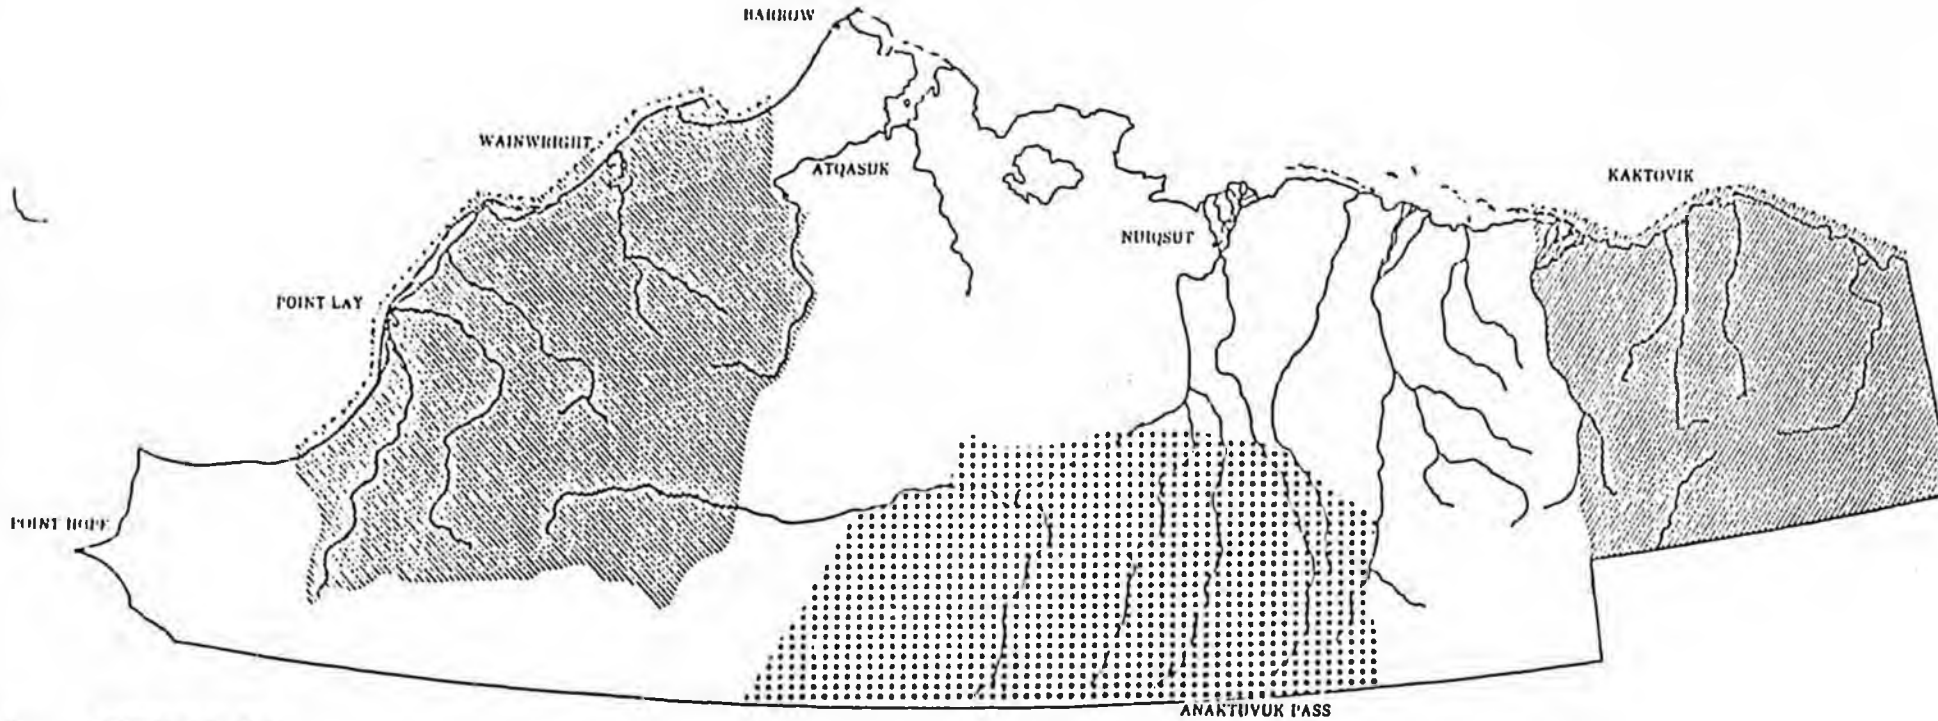 BARROW
WAINWRIGHT
ATQASUK
KAKTOVIK
NUIQSUT
POINT LAY
POINT HOPE
ANAKTUVUK PASS